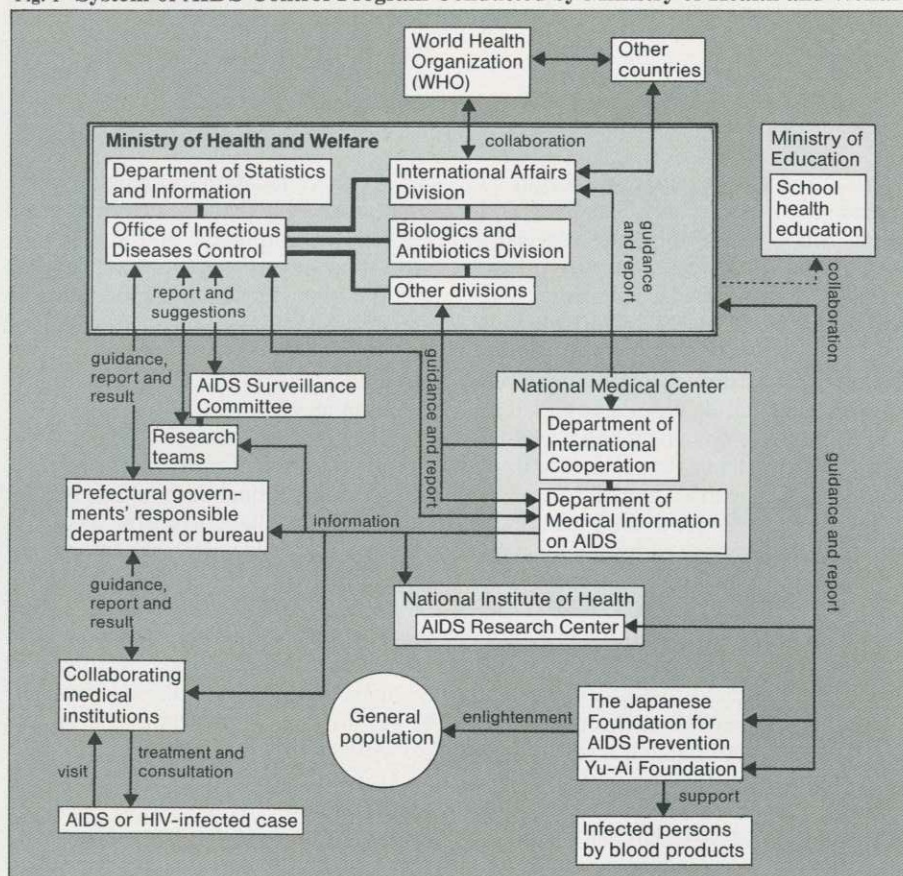 System of AIDS Control Program Conducted by Ministry of Health and
World Health
Organization
(WHO)
Other
countries
Ministry of Health and Welfare
collaboration
Department of Statistics
and Information
International Affairs
Division
Office of Infectious
Diseases Control
Biologics and
Antibiotics Division
Other divisions
report and
suggestions
guidance
and report
Ministry of
Education
School
health
education
collaboration
guidance,
report and
result
AIDS Surveillance
Committee
Research
teams
guidance and report
National Medical Center
Department of
International
Cooperation
Department of
Medical Information
on AIDS
Prefectural govern-
ments' responsible
department or bureau
information
guidance and report
guidance,
report and
result
National Institute of Health
AIDS Research Center
Collaborating
medical
institutions
General
population
enlightenment
The Japanese
Foundation for
AIDS Prevention
Yu-Ai Foundation
visit
treatment and
consultation
support
AIDS or HIV-infected case
Infected persons
by blood products